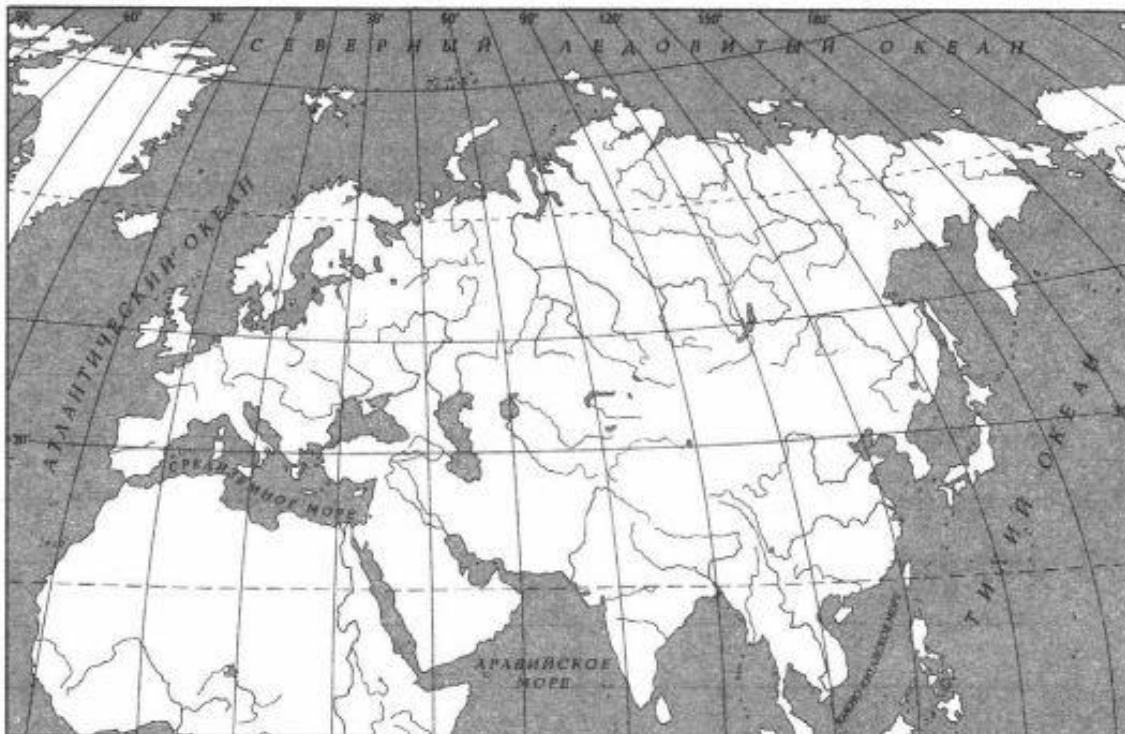 30° 0° 30° 60° 90° 120° 150° 180°
СЕВЕРНЫЙ ЛЕДОВИТЫЙ ОКЕАН
АТЛАНТИЧЕСКИЙ ОКЕАН
СРЕДИЗЕМНОЕ МОРЕ
ТИХИЙ ОКЕАН
АРАВИЙСКОЕ
МОРЕ